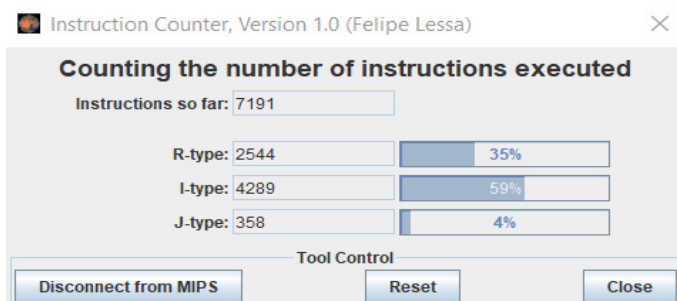 Instruction Counter, Version 1.0 (Felipe Lessa)
Counting the number of instructions executed
Instructions so far: 7191
R-type: 2544 35%
I-type: 4289 59%
J-type: 358 4%
Tool Control
Disconnect from MIPS Reset Close